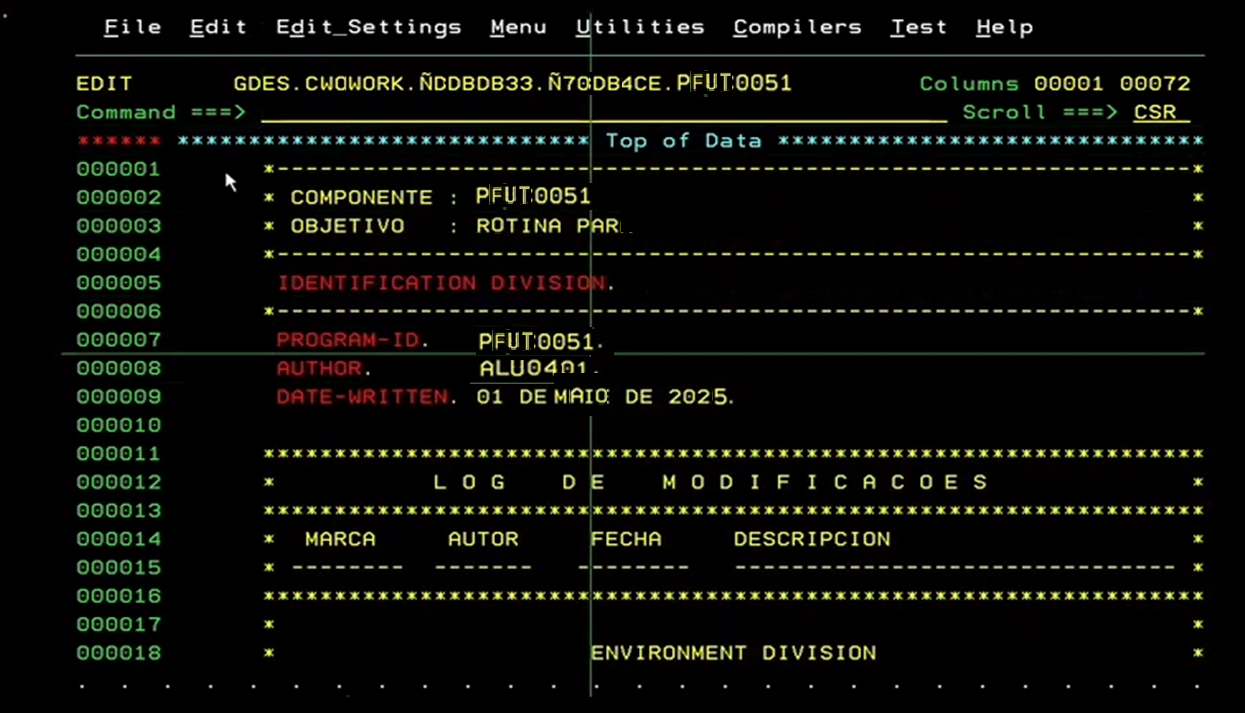 File Edit Edit_Settings Menu Utilities Compilers Test Help
EDIT GDES.CWQWORK.ÑDDBDB33.Ñ70DB4CE.PFUT0051 Columns 00001 00072
Command ===> Scroll ===> CSR
****** ***************************** Top of Data ******************************
000001 *----------------------------------------------------------------*
000002 * COMPONENTE : PFUT0051 *
000003 * OBJETIVO : ROTINA PAR *
000004 *----------------------------------------------------------------*
000005 IDENTIFICATION DIVISION.
000006 *----------------------------------------------------------------*
000007 PROGRAM-ID. PFUT0051.
000008 AUTHOR. ALU0401.
000009 DATE-WRITTEN. 01 DE MAIO DE 2025.
000010
000011 ******************************************************************
000012 * L O G D E M O D I F I C A C O E S *
000013 ******************************************************************
000014 * MARCA AUTOR FECHA DESCRIPCION *
000015 * -------- ------- -------- ------------------------------- *
000016 ******************************************************************
000017 * *
000018 * ENVIRONMENT DIVISION *
. . . . . . . . . . . . . . . . . . . . . . . . . . .